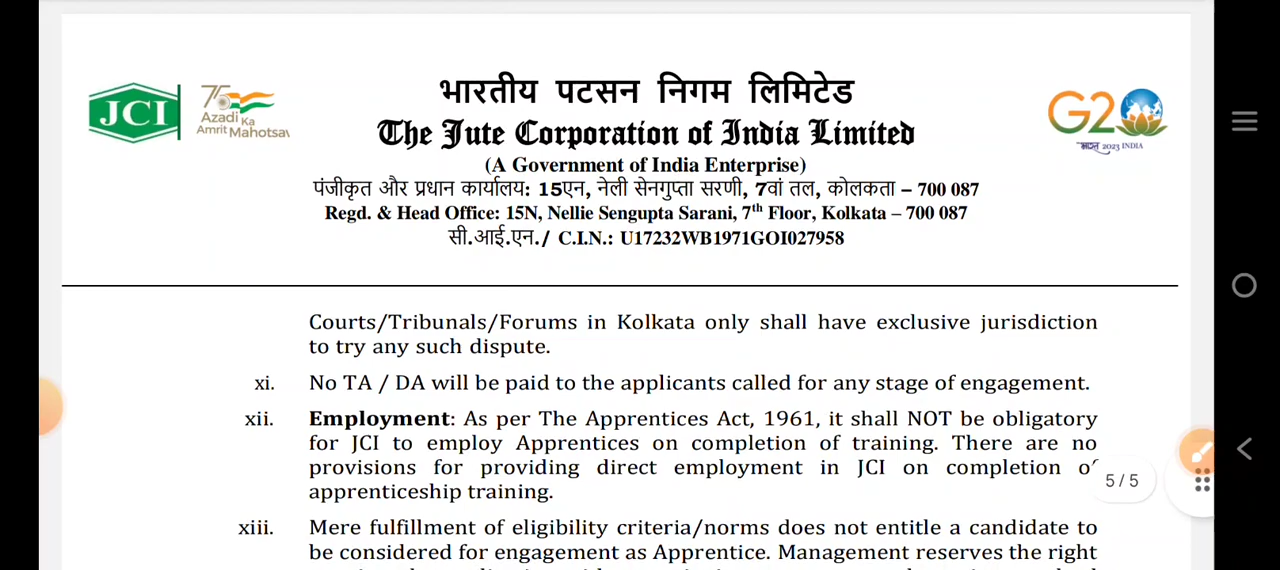 JCI
75
Azadi Ka
Amrit Mahotsav
भारतीय पटसन निगम लिमिटेड
The Jute Corporation of India Limited
(A Government of India Enterprise)
पंजीकृत और प्रधान कार्यालय: 15एन, नेली सेनगुप्ता सरणी, 7वां तल, कोलकता – 700 087
Regd. & Head Office: 15N, Nellie Sengupta Sarani, 7th Floor, Kolkata – 700 087
सी.आई.एन./ C.I.N.: U17232WB1971GOI027958
G20
भारत 2023 INDIA
Courts/Tribunals/Forums in Kolkata only shall have exclusive jurisdiction
to try any such dispute.
xi. No TA / DA will be paid to the applicants called for any stage of engagement.
xii. Employment: As per The Apprentices Act, 1961, it shall NOT be obligatory
for JCI to employ Apprentices on completion of training. There are no
provisions for providing direct employment in JCI on completion of
apprenticeship training.
5 / 5
xiii. Mere fulfillment of eligibility criteria/norms does not entitle a candidate to
be considered for engagement as Apprentice. Management reserves the right